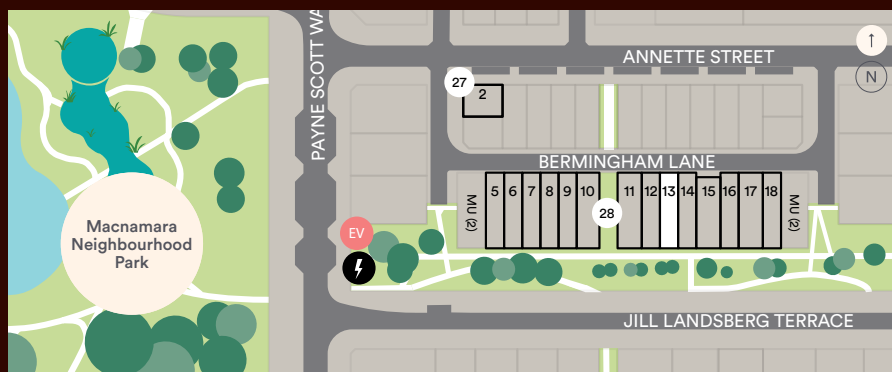 PAYNE SCOTT WA
ANNETTE STREET
↑
N
27
2
BERMINGHAM LANE
MU (2)
5 6 7 8 9 10
28
11 12 13 14 15 16 17 18
MU (2)
Macnamara
Neighbourhood
Park
EV
JILL LANDSBERG TERRACE